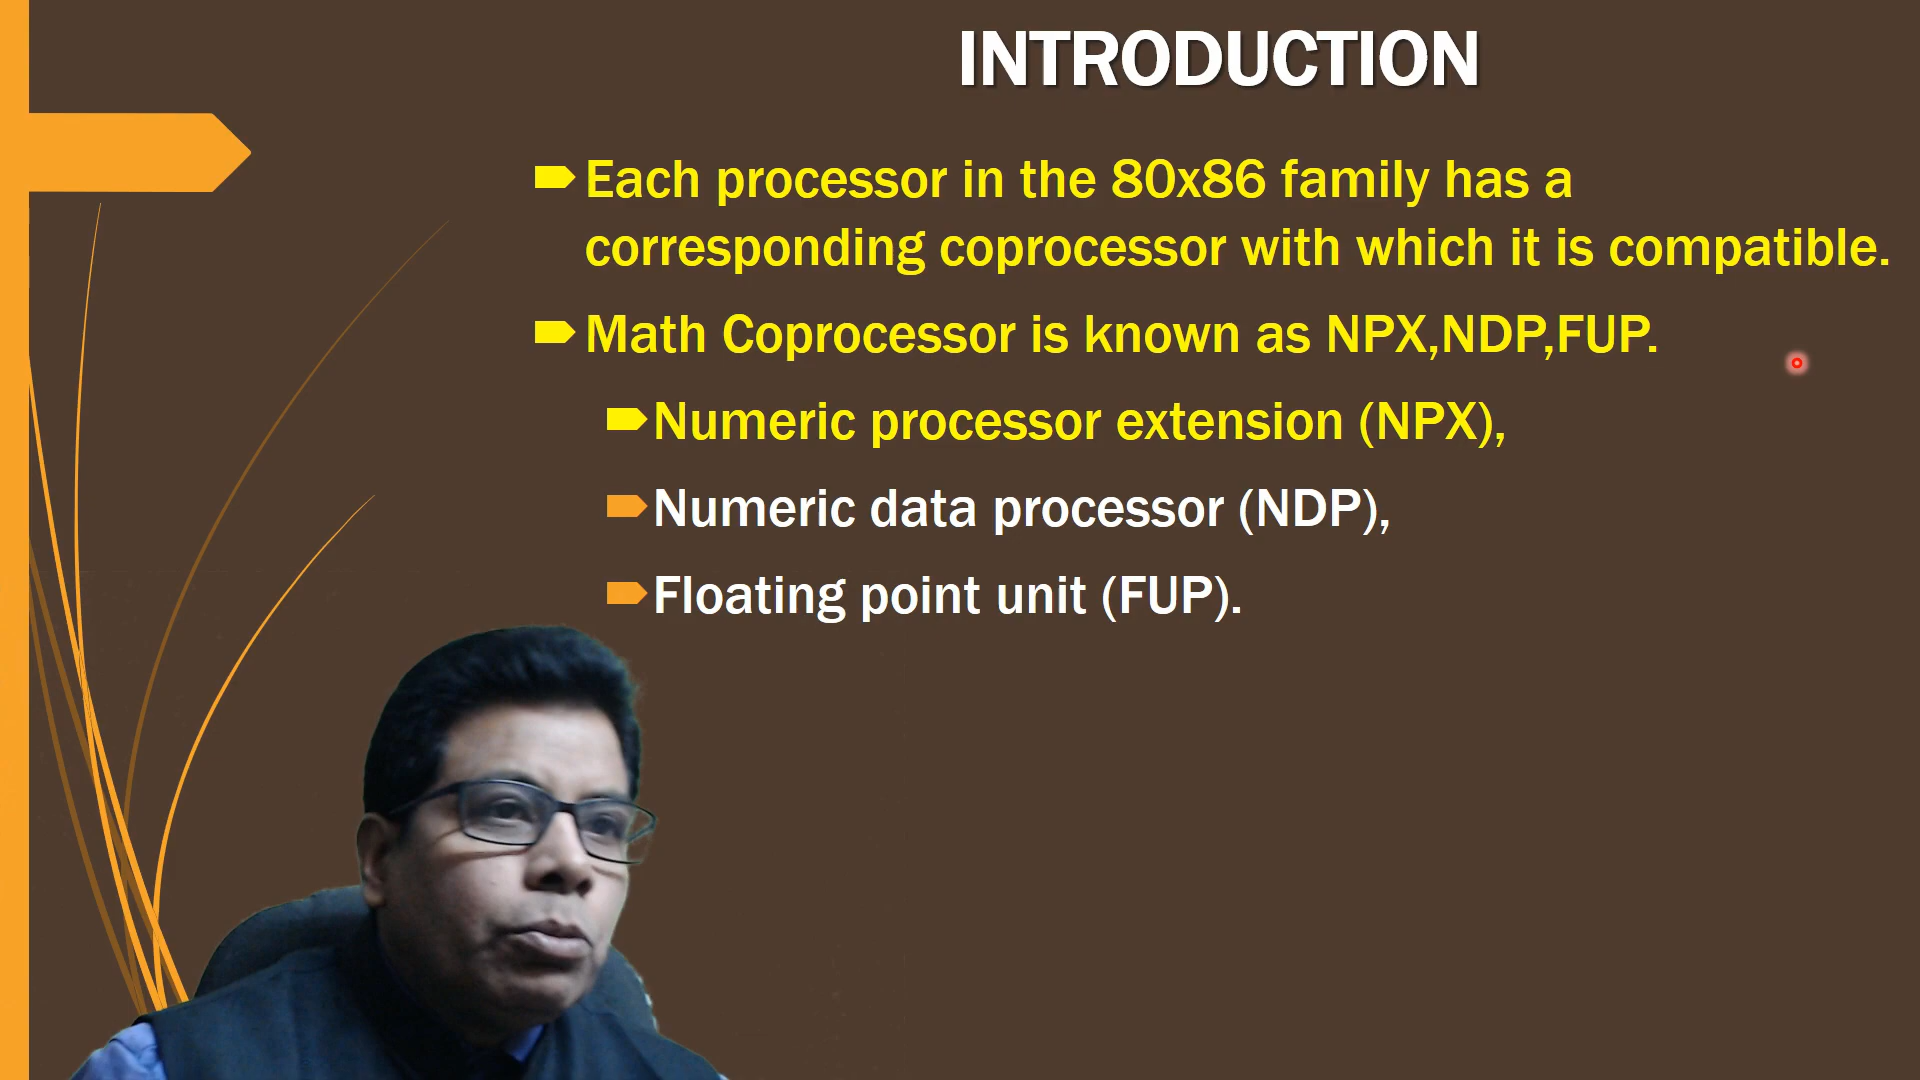 INTRODUCTION
Each processor in the 80x86 family has a
corresponding coprocessor with which it is compatible.
Math Coprocessor is known as NPX,NDP,FUP.
Numeric processor extension (NPX),
Numeric data processor (NDP),
Floating point unit (FUP).